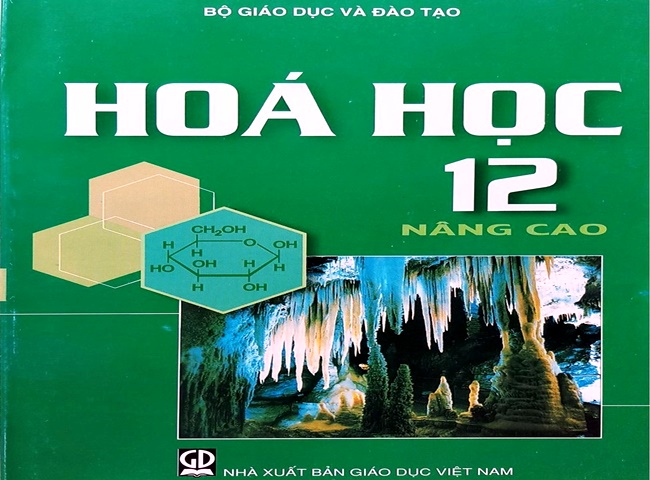 BỘ GIÁO DỤC VÀ ĐÀO TẠO
HOÁ HỌC
12
NÂNG CAO
CH₂OH
H O OH
H
HO OH H H
H OH
GD
NHÀ XUẤT BẢN GIÁO DỤC VIỆT NAM